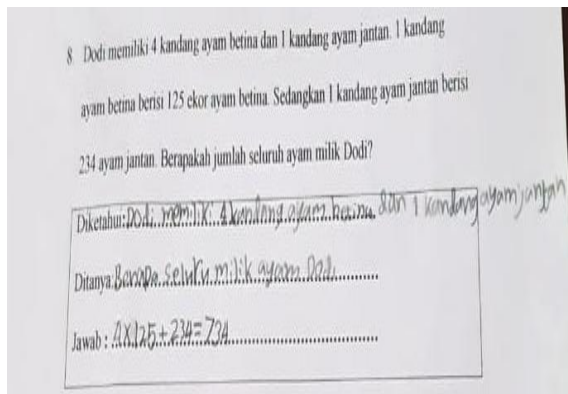 8 Dodi memiliki 4 kandang ayam betina dan 1 kandang ayam jantan. 1 kandang
ayam betina berisi 125 ekor ayam betina. Sedangkan 1 kandang ayam jantan berisi
234 ayam jantan. Berapakah jumlah seluruh ayam milik Dodi?
Diketahui: Dodi memiliki 4 kandang ayam betina dan 1 kandang ayam jantan
Ditanya: Berapa seluru milik ayam Dodi
Jawab : 4x125+234=734